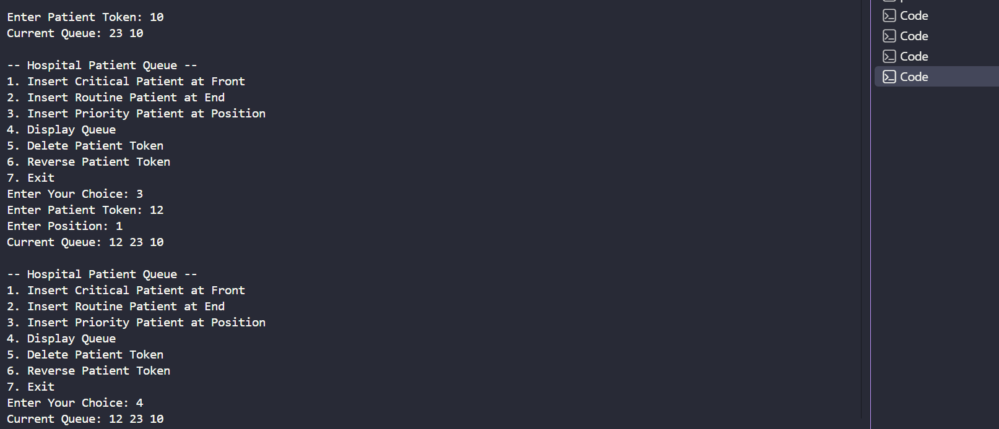 Enter Patient Token: 10
Current Queue: 23 10
-- Hospital Patient Queue --
1. Insert Critical Patient at Front
2. Insert Routine Patient at End
3. Insert Priority Patient at Position
4. Display Queue
5. Delete Patient Token
6. Reverse Patient Token
7. Exit
Enter Your Choice: 3
Enter Patient Token: 12
Enter Position: 1
Current Queue: 12 23 10
-- Hospital Patient Queue --
1. Insert Critical Patient at Front
2. Insert Routine Patient at End
3. Insert Priority Patient at Position
4. Display Queue
5. Delete Patient Token
6. Reverse Patient Token
7. Exit
Enter Your Choice: 4
Current Queue: 12 23 10
Code
Code
Code
Code